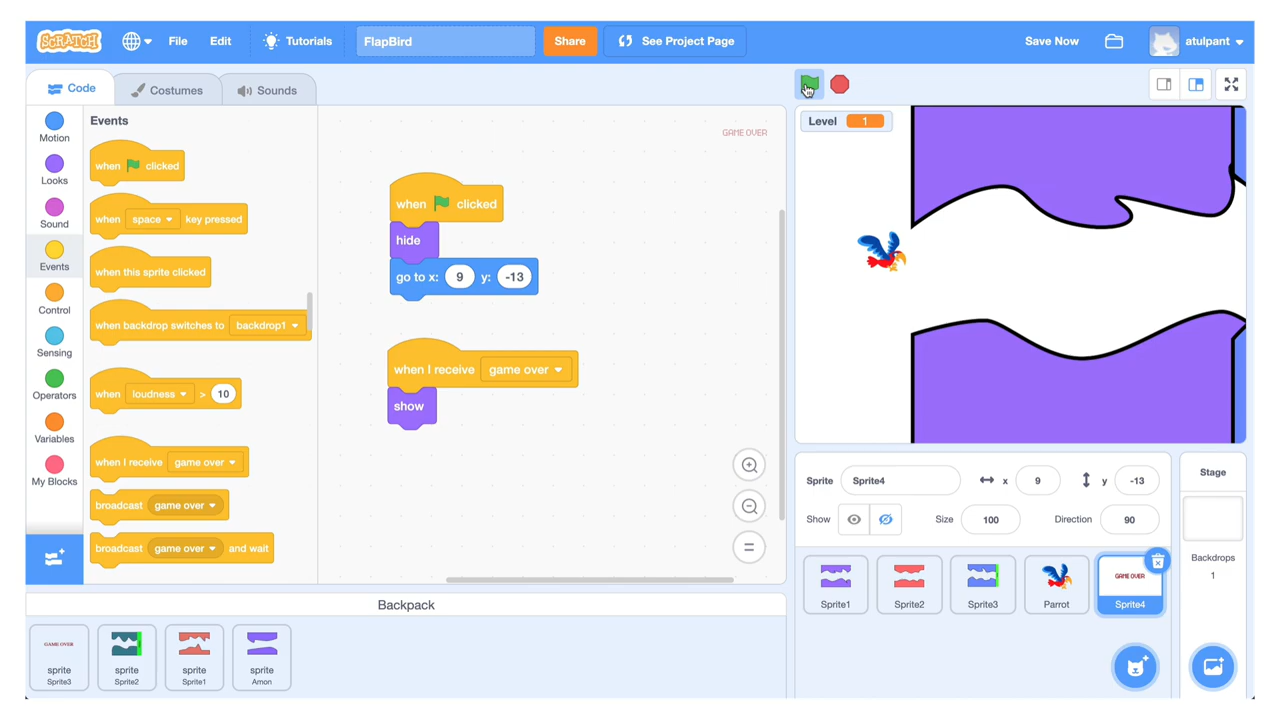 SCRATCH File Edit Tutorials FlapBird Share See Project Page Save Now atulpant
Code Costumes Sounds
Motion
Looks
Sound
Events
Control
Sensing
Operators
Variables
My Blocks
Events
when clicked
when space key pressed
when this sprite clicked
when backdrop switches to backdrop1
when loudness > 10
when I receive game over
broadcast game over
broadcast game over and wait
GAME OVER
when clicked
hide
go to x: 9 y: -13
when I receive game over
show
Level 1
Sprite Sprite4 x 9 y -13
Show Size 100 Direction 90
Sprite1 Sprite2 Sprite3 Parrot GAME OVER Sprite4
Stage
Backdrops
1
Backpack
GAME OVER
sprite sprite sprite sprite
Sprite3 Sprite2 Sprite1 Amon